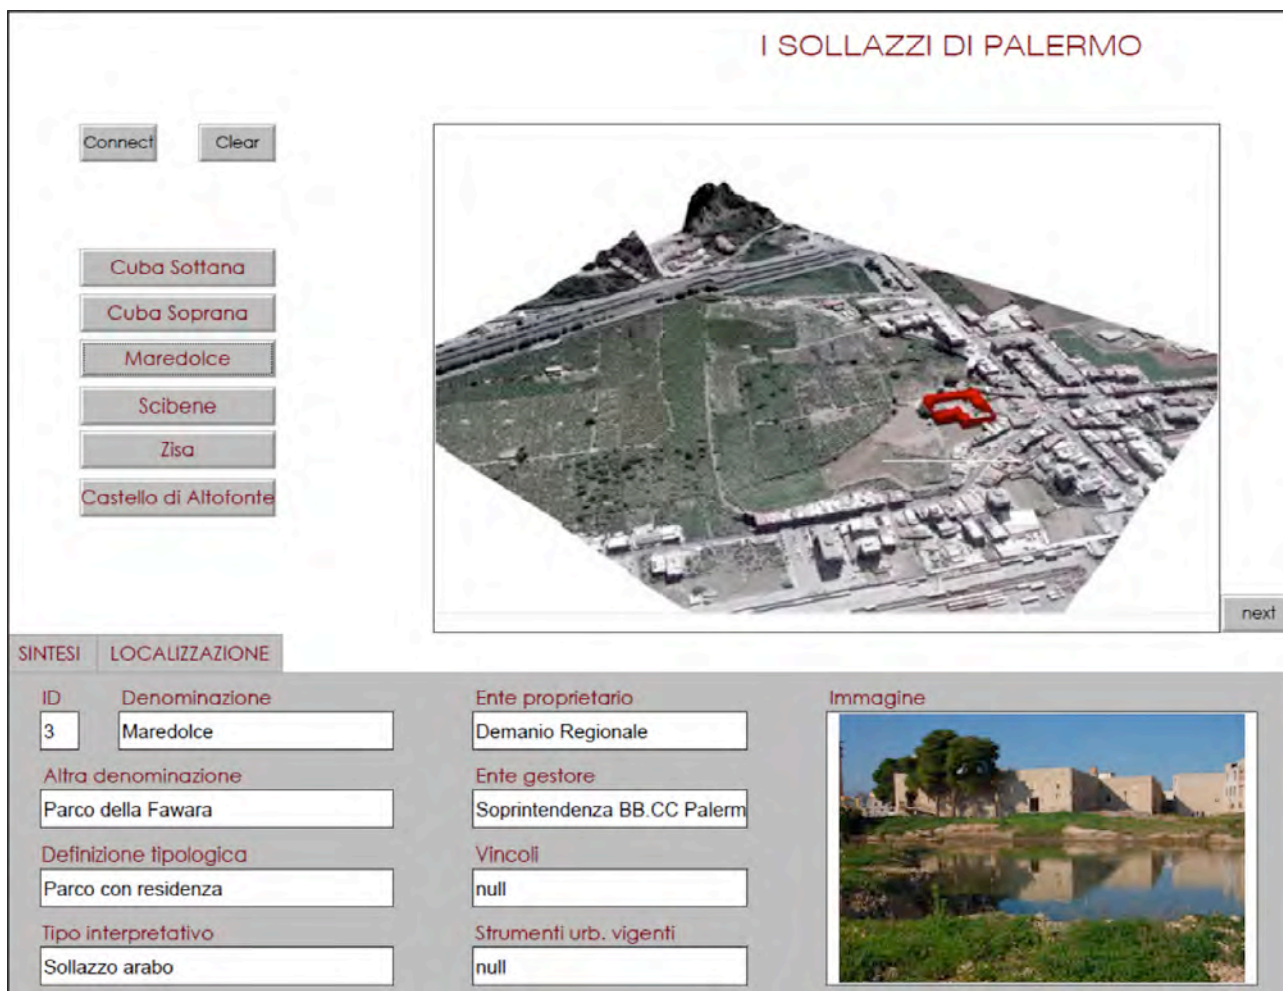 I SOLLAZZI DI PALERMO
Connect Clear
Cuba Sottana
Cuba Soprana
Maredolce
Scibene
Zisa
Castello di Altofonte
next
SINTESI LOCALIZZAZIONE
ID Denominazione Ente proprietario Immagine
3 Maredolce Demanio Regionale
Altra denominazione Ente gestore
Parco della Fawara Soprintendenza BB.CC Palerm
Definizione tipologica Vincoli
Parco con residenza null
Tipo interpretativo Strumenti urb. vigenti
Sollazzo arabo null